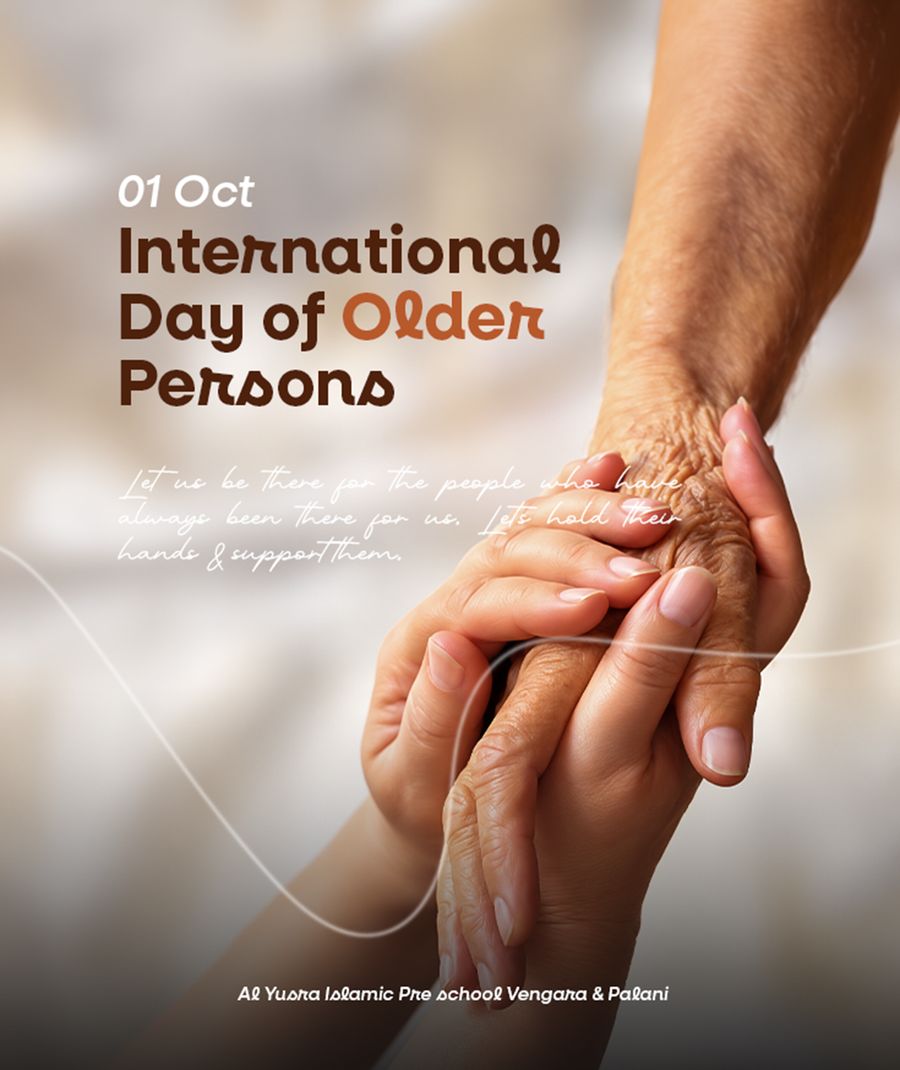 01 Oct
International
Day of Older
Persons
Let us be there for the people who have
always been there for us. Lets hold their
hands & support them.
Al Yusra Islamic Pre school Vengara & Palani